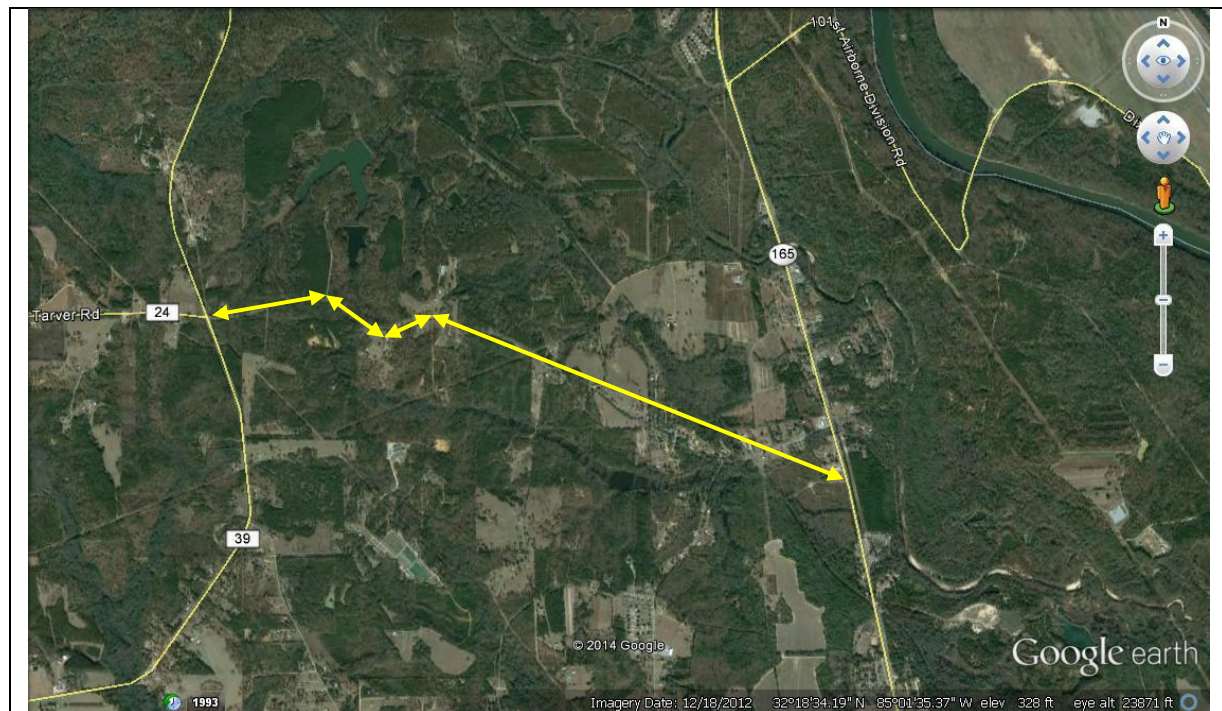 101st Airborne-Division Rd
N
Dix
165
Tarver Rd
24
39
© 2014 Google
Google earth
1993
Imagery Date: 12/18/2012 32°18'34.19" N 85°01'35.37" W elev 328 ft eye alt 23871 ft